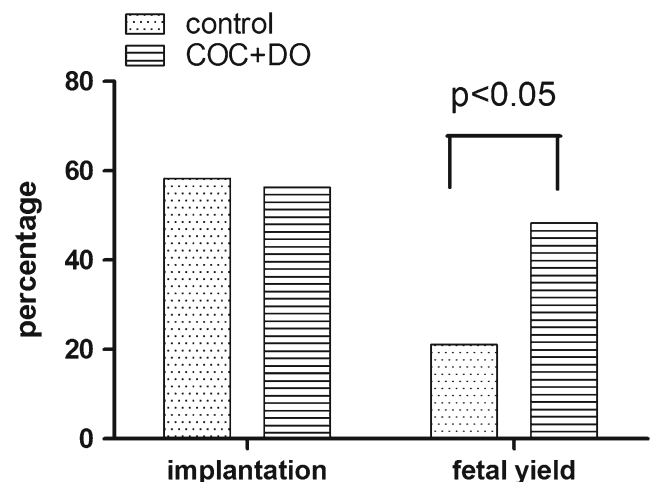 control
COC+DO
p<0.05
percentage
80
60
40
20
0
implantation
fetal yield